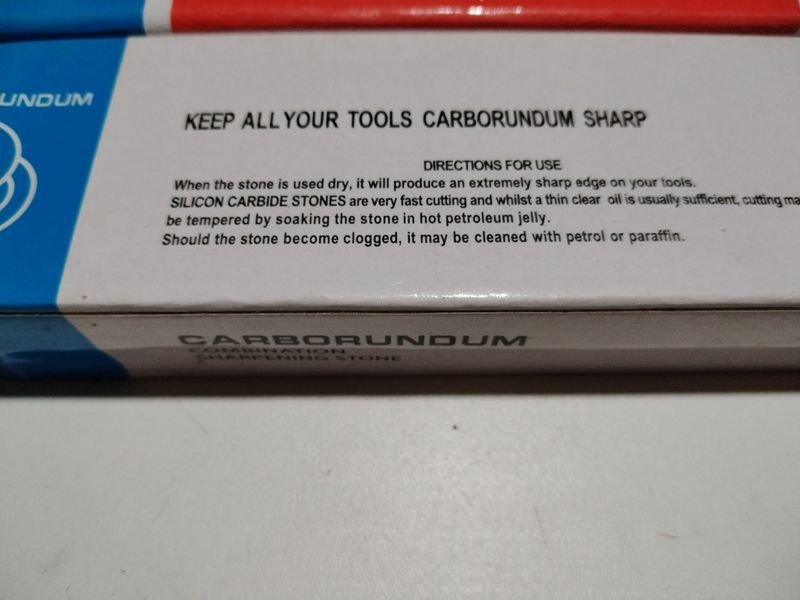 UNDUM
KEEP ALL YOUR TOOLS CARBORUNDUM SHARP
DIRECTIONS FOR USE
When the stone is used dry, it will produce an extremely sharp edge on your tools.
SILICON CARBIDE STONES are very fast cutting and whilst a thin clear oil is usually sufficient, cutting ma
be tempered by soaking the stone in hot petroleum jelly.
Should the stone become clogged, it may be cleaned with petrol or paraffin.
CARBORUNDUM
COMBINATION
SHARPENING STONE